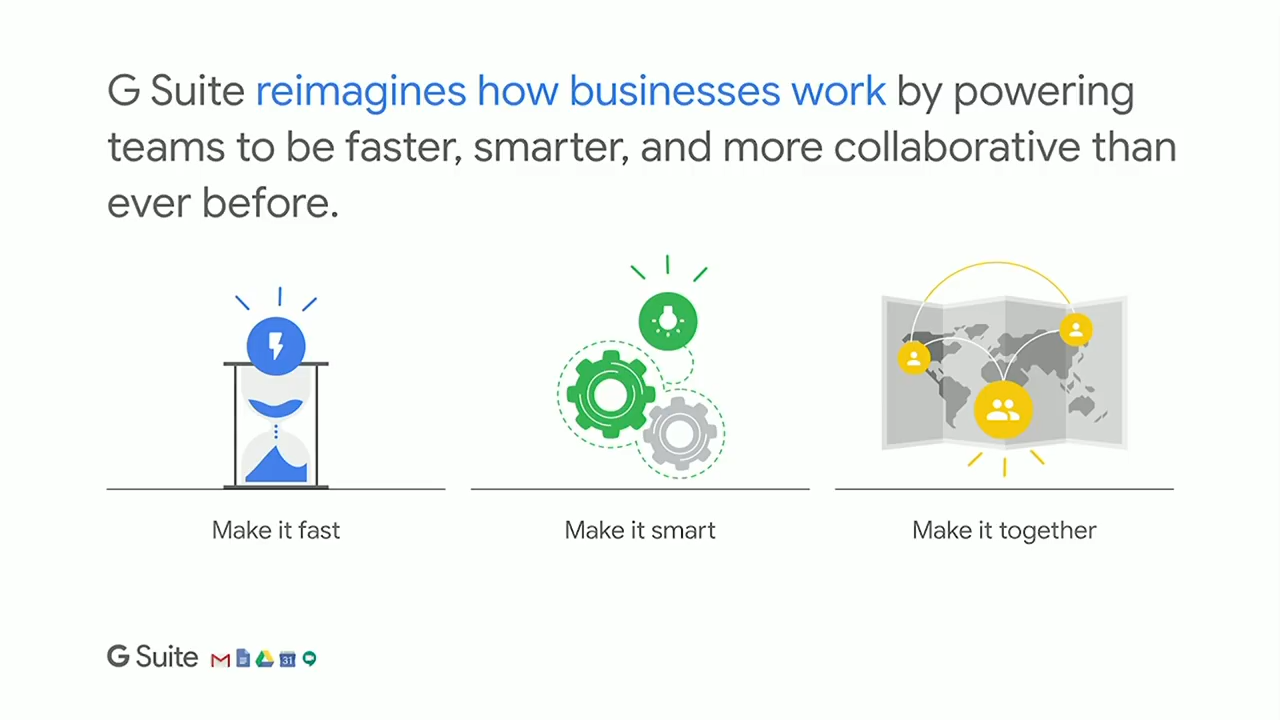 G Suite reimagines how businesses work by powering
teams to be faster, smarter, and more collaborative than
ever before.
Make it fast
Make it smart
Make it together
G Suite
31